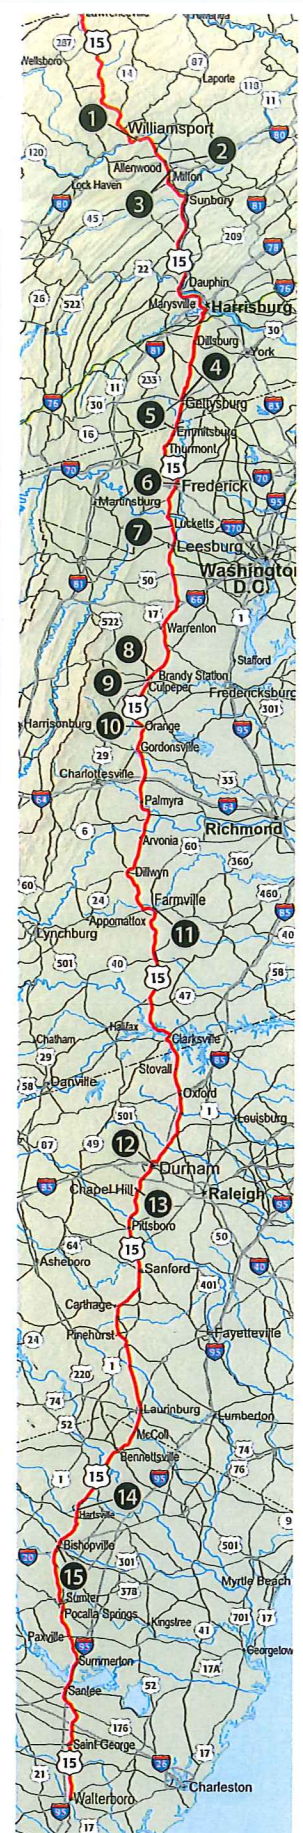 Lawrenceville
287
15
Wellsboro
14
87
Laporte
118
11
1
Williamsport
2
80
120
Allenwood
Milton
Lock Haven
3
Sunbury
80
81
45
209
15
78
22
Dauphin
76
26
522
Marysville
Harrisburg
30
Dillsburg
81
York
4
11
233
76
30
5
Gettysburg
83
16
Emmitsburg
Thurmont
15
70
70
6
Frederick
95
Martinsburg
7
Lucketts
270
Leesburg
Washington
D.C.
81
50
66
17
522
Warrenton
1
8
Stafford
9
Brandy Station
Culpeper
Fredericksburg
15
301
Harrisonburg
10
Orange
95
29
Gordonsville
Charlottesville
33
64
Palmyra
64
6
Richmond
Arvonia
60
360
Dillwyn
60
24
Farmville
460
Appomattox
85
Lynchburg
11
40
501
40
58
15
47
Halifax
Chatham
Clarksville
29
85
58
Danville
Stovall
Oxford
501
1
Louisburg
87
49
12
Durham
85
Chapel Hill
Raleigh
95
13
Pittsboro
64
15
50
Asheboro
Sanford
40
401
Carthage
24
Pinehurst
Fayetteville
1
95
220
74
Laurinburg
52
Lumberton
McColl
74
Bennettsville
76
1
15
95
14
Hartsville
9
20
Bishopville
501
301
15
378
Myrtle Beach
Sumter
Pocalla Springs
701
17
Kingstree
41
Paxville
95
Georgetow
Summerton
17A
52
Santee
176
Saint George
17
15
26
21
Charleston
Walterboro
95
17